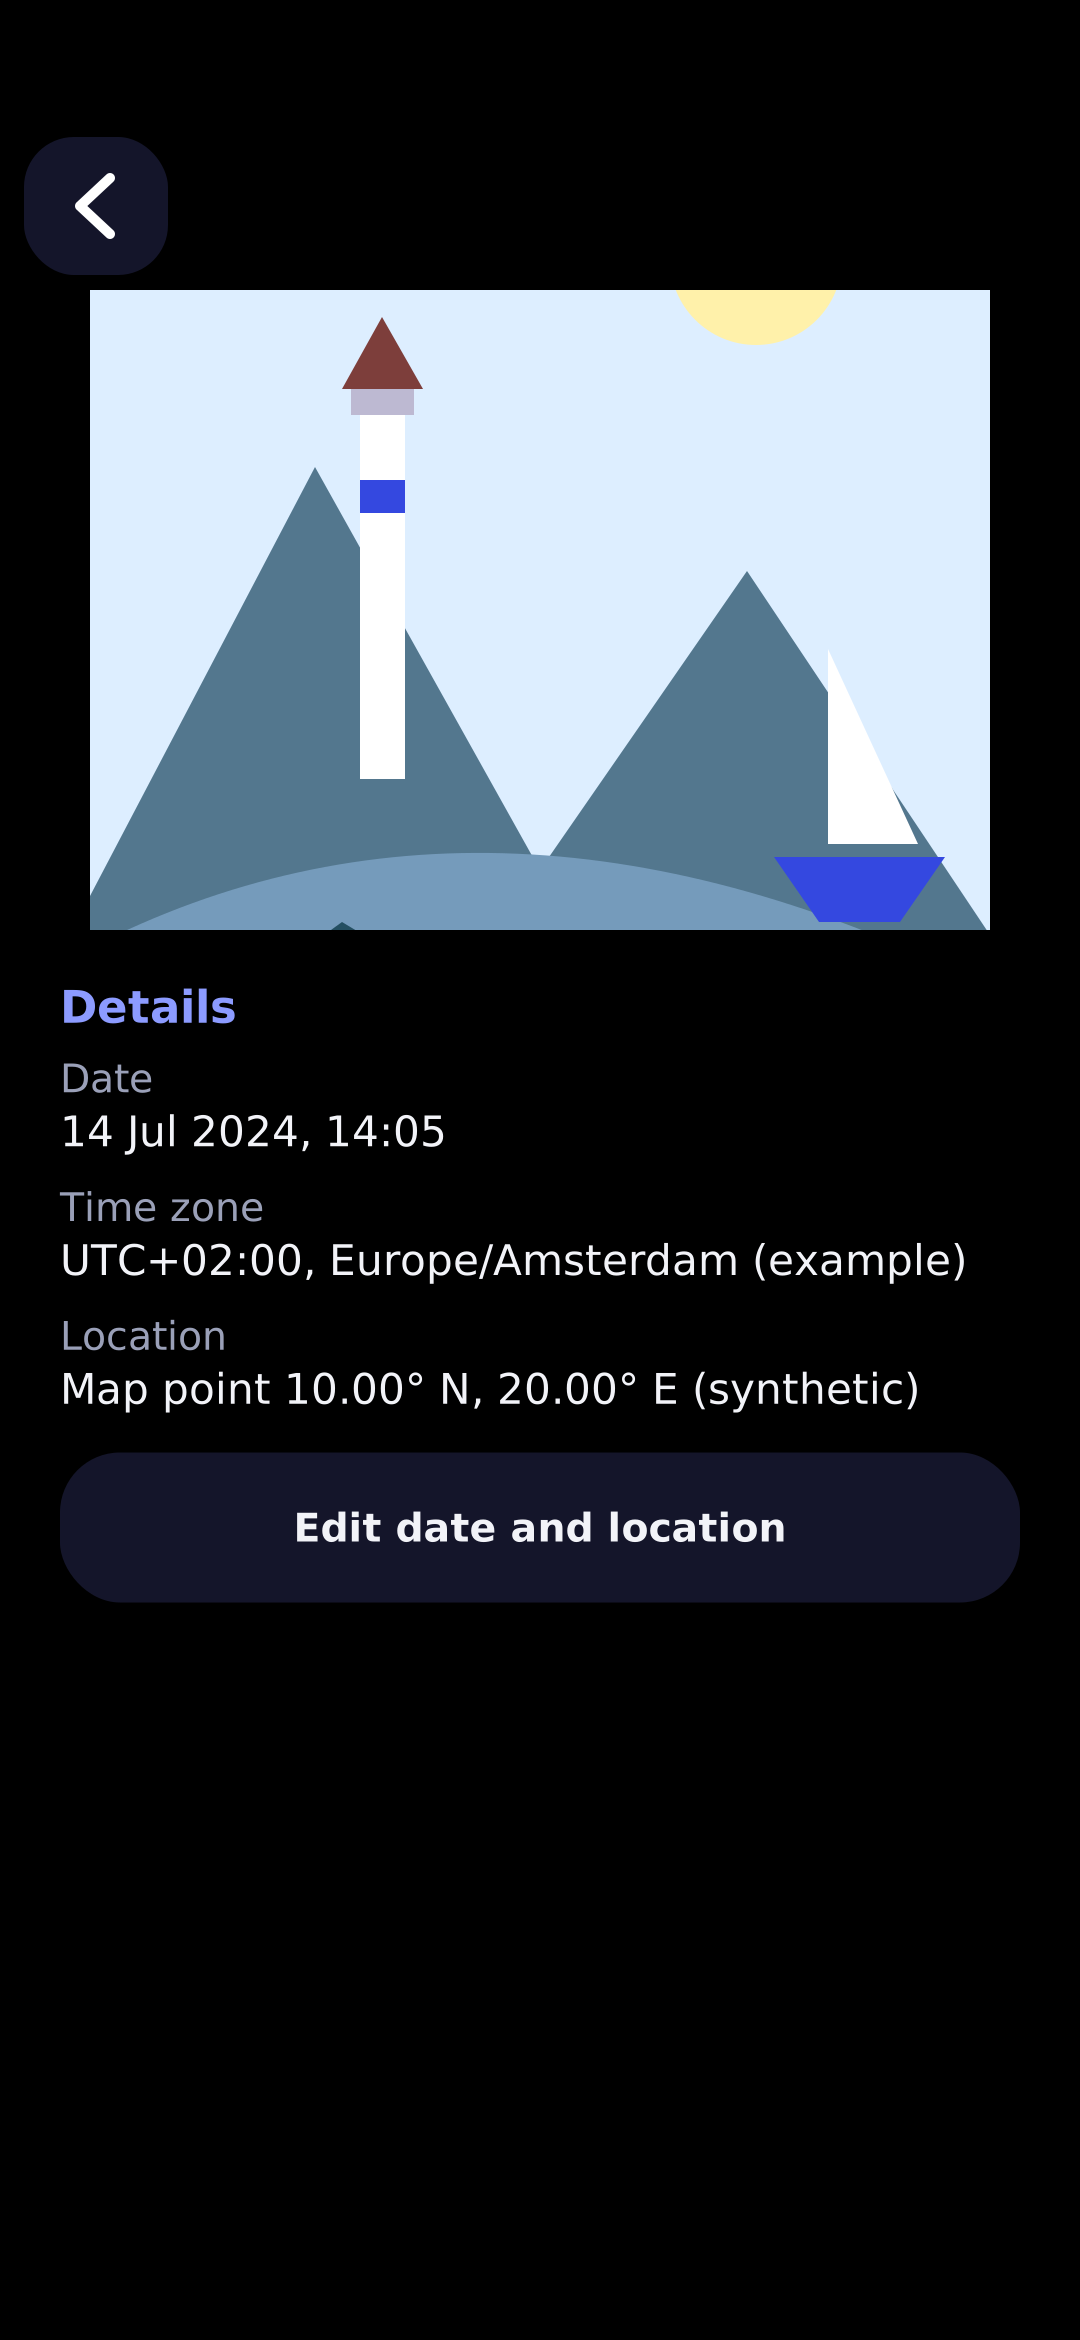 Details
Date
14 Jul 2024, 14:05
Time zone
UTC+02:00, Europe/Amsterdam (example)
Location
Map point 10.00° N, 20.00° E (synthetic)
Edit date and location